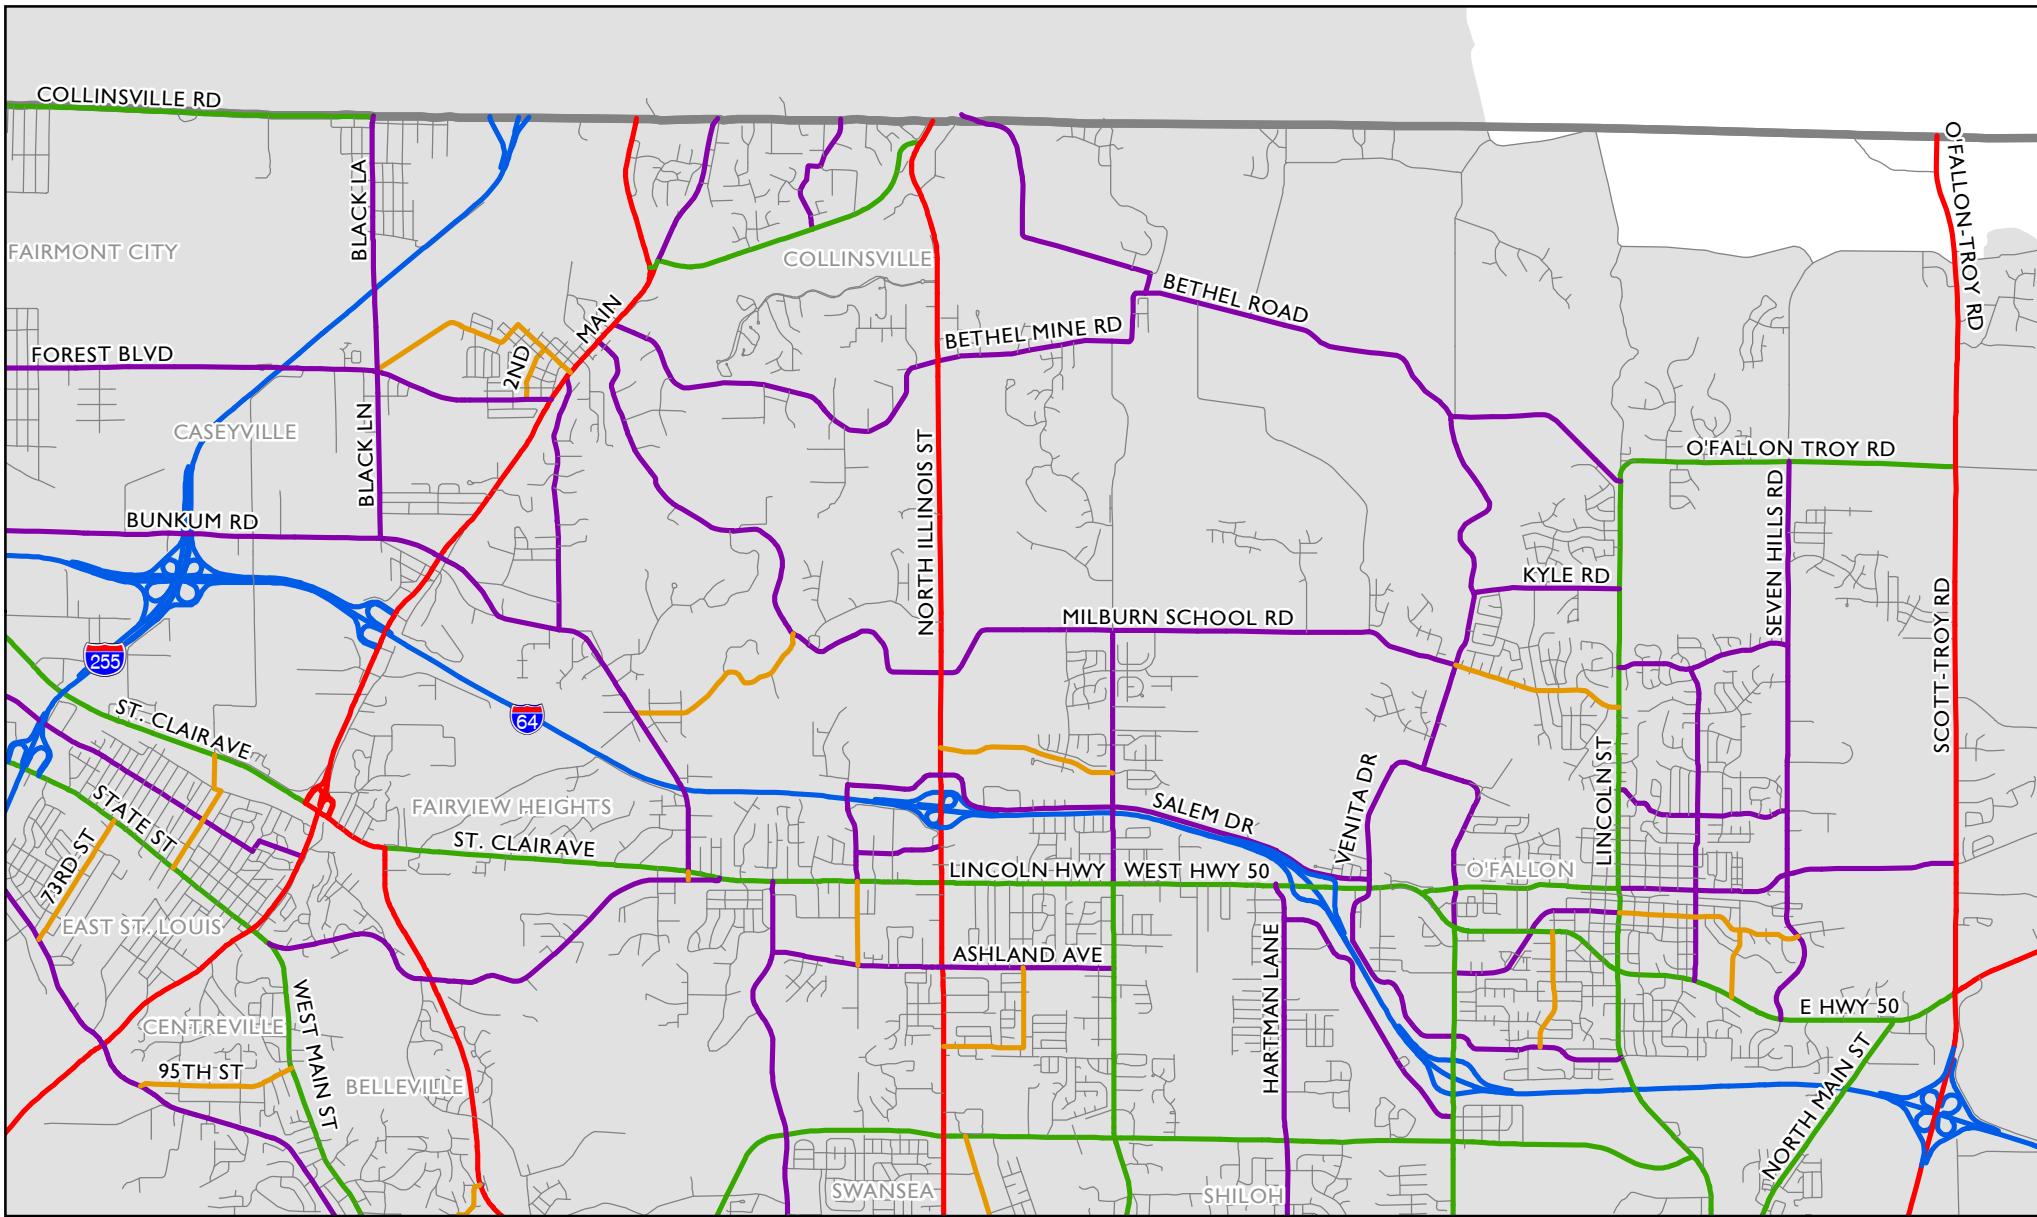 COLLINSVILLE RD
O'FALLON-TROY RD
BLACK LA
FAIRMONT CITY
COLLINSVILLE
BETHEL ROAD
MAIN
BETHEL MINE RD
FOREST BLVD
2ND
CASEYVILLE
BLACK LN
NORTH ILLINOIS ST
O'FALLON TROY RD
SEVEN HILLS RD
BUNKUM RD
KYLE RD
MILBURN SCHOOL RD
SCOTT-TROY RD
255
64
ST. CLAIR AVE
STATE ST
FAIRVIEW HEIGHTS
ST. CLAIR AVE
SALEM DR
VENITA DR
LINCOLN ST
73RD ST
LINCOLN HWY
WEST HWY 50
O'FALLON
EAST ST. LOUIS
ASHLAND AVE
HARTMAN LANE
WEST MAIN ST
CENTREVILLE
E HWY 50
95TH ST
BELLEVILLE
NORTH MAIN ST
SWANSEA
SHILOH